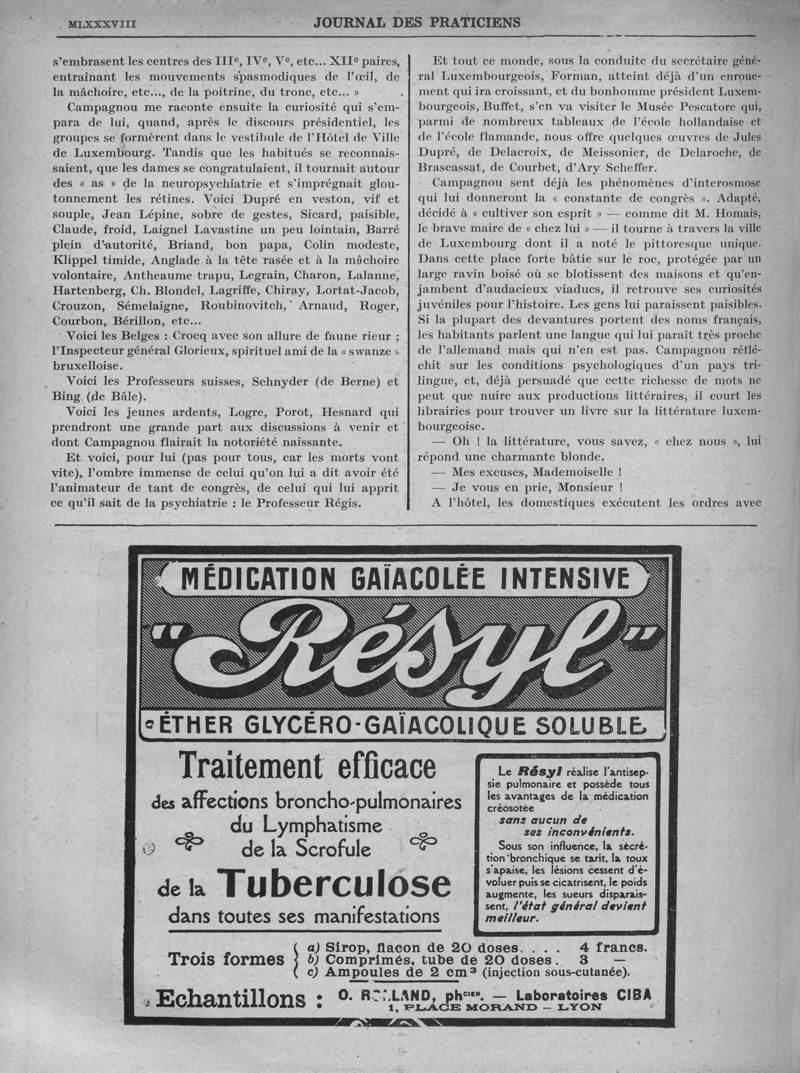 MLXXXVIII
JOURNAL DES PRATICIENS
s'embrasent les centres des IIIe, IVe, Ve, etc... XIIe paires,
entraînant les mouvements spasmodiques de l'œil, de
la mâchoire, etc..., de la poitrine, du tronc, etc... »
Campagnou me raconte ensuite la curiosité qui s'em-
para de lui, quand, après le discours présidentiel, les
groupes se formèrent dans le vestibule de l'Hôtel de Ville
de Luxembourg. Tandis que les habitués se reconnais-
saient, que les dames se congratulaient, il tournait autour
des « as » de la neuropsychiatrie et s'imprégnait glou-
tonnement les rétines. Voici Dupré en veston, vif et
souple, Jean Lépine, sobre de gestes, Sicard, paisible,
Claude, froid, Laignel Lavastine un peu lointain, Barré
plein d'autorité, Briand, bon papa, Colin modeste,
Klippel timide, Anglade à la tête rasée et à la mâchoire
volontaire, Antheaume trapu, Legrain, Charon, Lalanne,
Hartenberg, Ch. Blondel, Lagriffe, Chiray, Lortat-Jacob,
Crouzon, Sémelaigne, Roubinovitch, Arnaud, Roger,
Courbon, Bérillon, etc...
Voici les Belges : Crocq avec son allure de faune rieur ;
l'Inspecteur général Glorieux, spirituel ami de la « swanze »
bruxelloise.
Voici les Professeurs suisses, Schnyder (de Berne) et
Bing (de Bâle).
Voici les jeunes ardents, Logre, Porot, Hesnard qui
prendront une grande part aux discussions à venir et
dont Campagnou flairait la notoriété naissante.
Et voici, pour lui (pas pour tous, car les morts vont
vite), l'ombre immense de celui qu'on lui a dit avoir été
l'animateur de tant de congrès, de celui qui lui apprit
ce qu'il sait de la psychiatrie : le Professeur Régis.
Et tout ce monde, sous la conduite du secrétaire géné-
ral Luxembourgeois, Forman, atteint déjà d'un enroue-
ment qui ira croissant, et du bonhomme président Luxem-
bourgeois, Buffet, s'en va visiter le Musée Pescatore qui,
parmi de nombreux tableaux de l'école hollandaise et
de l'école flamande, nous offre quelques œuvres de Jules
Dupré, de Delacroix, de Meissonier, de Delaroche, de
Brascassat, de Courbet, d'Ary Scheffer.
Campagnou sent déjà les phénomènes d'interosmose
qui lui donneront la « constante de congrès ». Adapté,
décidé à « cultiver son esprit » — comme dit M. Homais,
le brave maire de « chez lui » — il tourne à travers la ville
de Luxembourg dont il a noté le pittoresque unique.
Dans cette place forte bâtie sur le roc, protégée par un
large ravin boisé où se blotissent des maisons et qu'en-
jambent d'audacieux viaducs, il retrouve ses curiosités
juvéniles pour l'histoire. Les gens lui paraissent paisibles.
Si la plupart des devantures portent des noms français,
les habitants parlent une langue qui lui paraît très proche
de l'allemand mais qui n'en est pas. Campagnou réflé-
chit sur les conditions psychologiques d'un pays tri-
lingue, et, déjà persuadé que cette richesse de mots ne
peut que nuire aux productions littéraires, il court les
librairies pour trouver un livre sur la littérature luxem-
bourgeoise.
— Oh ! la littérature, vous savez, « chez nous », lui
répond une charmante blonde.
— Mes excuses, Mademoiselle !
— Je vous en prie, Monsieur !
A l'hôtel, les domestiques exécutent les ordres avec
MÉDICATION GAÏACOLÉE INTENSIVE
"Résyl"
ÉTHER GLYCÉRO-GAÏACOLIQUE SOLUBLE
Traitement efficace
des affections broncho-pulmonaires
du Lymphatisme
de la Scrofule
de la Tuberculose
dans toutes ses manifestations
Le Résyl réalise l'antisep-
sie pulmonaire et possède tous
les avantages de la médication
créosotée
sans aucun de
ses inconvénients.
Sous son influence, la sécré-
tion bronchique se tarit, la toux
s'apaise, les lésions cessent d'é-
voluer puis se cicatrisent, le poids
augmente, les sueurs disparais-
sent, l'état général devient
meilleur.
Trois formes
a) Sirop, flacon de 20 doses. . . . 4 francs.
b) Comprimés, tube de 20 doses. 3 —
c) Ampoules de 2 cm³ (injection sous-cutanée).
Echantillons : O. ROLLAND, phcien. — Laboratoires CIBA
1, PLACE MORAND — LYON